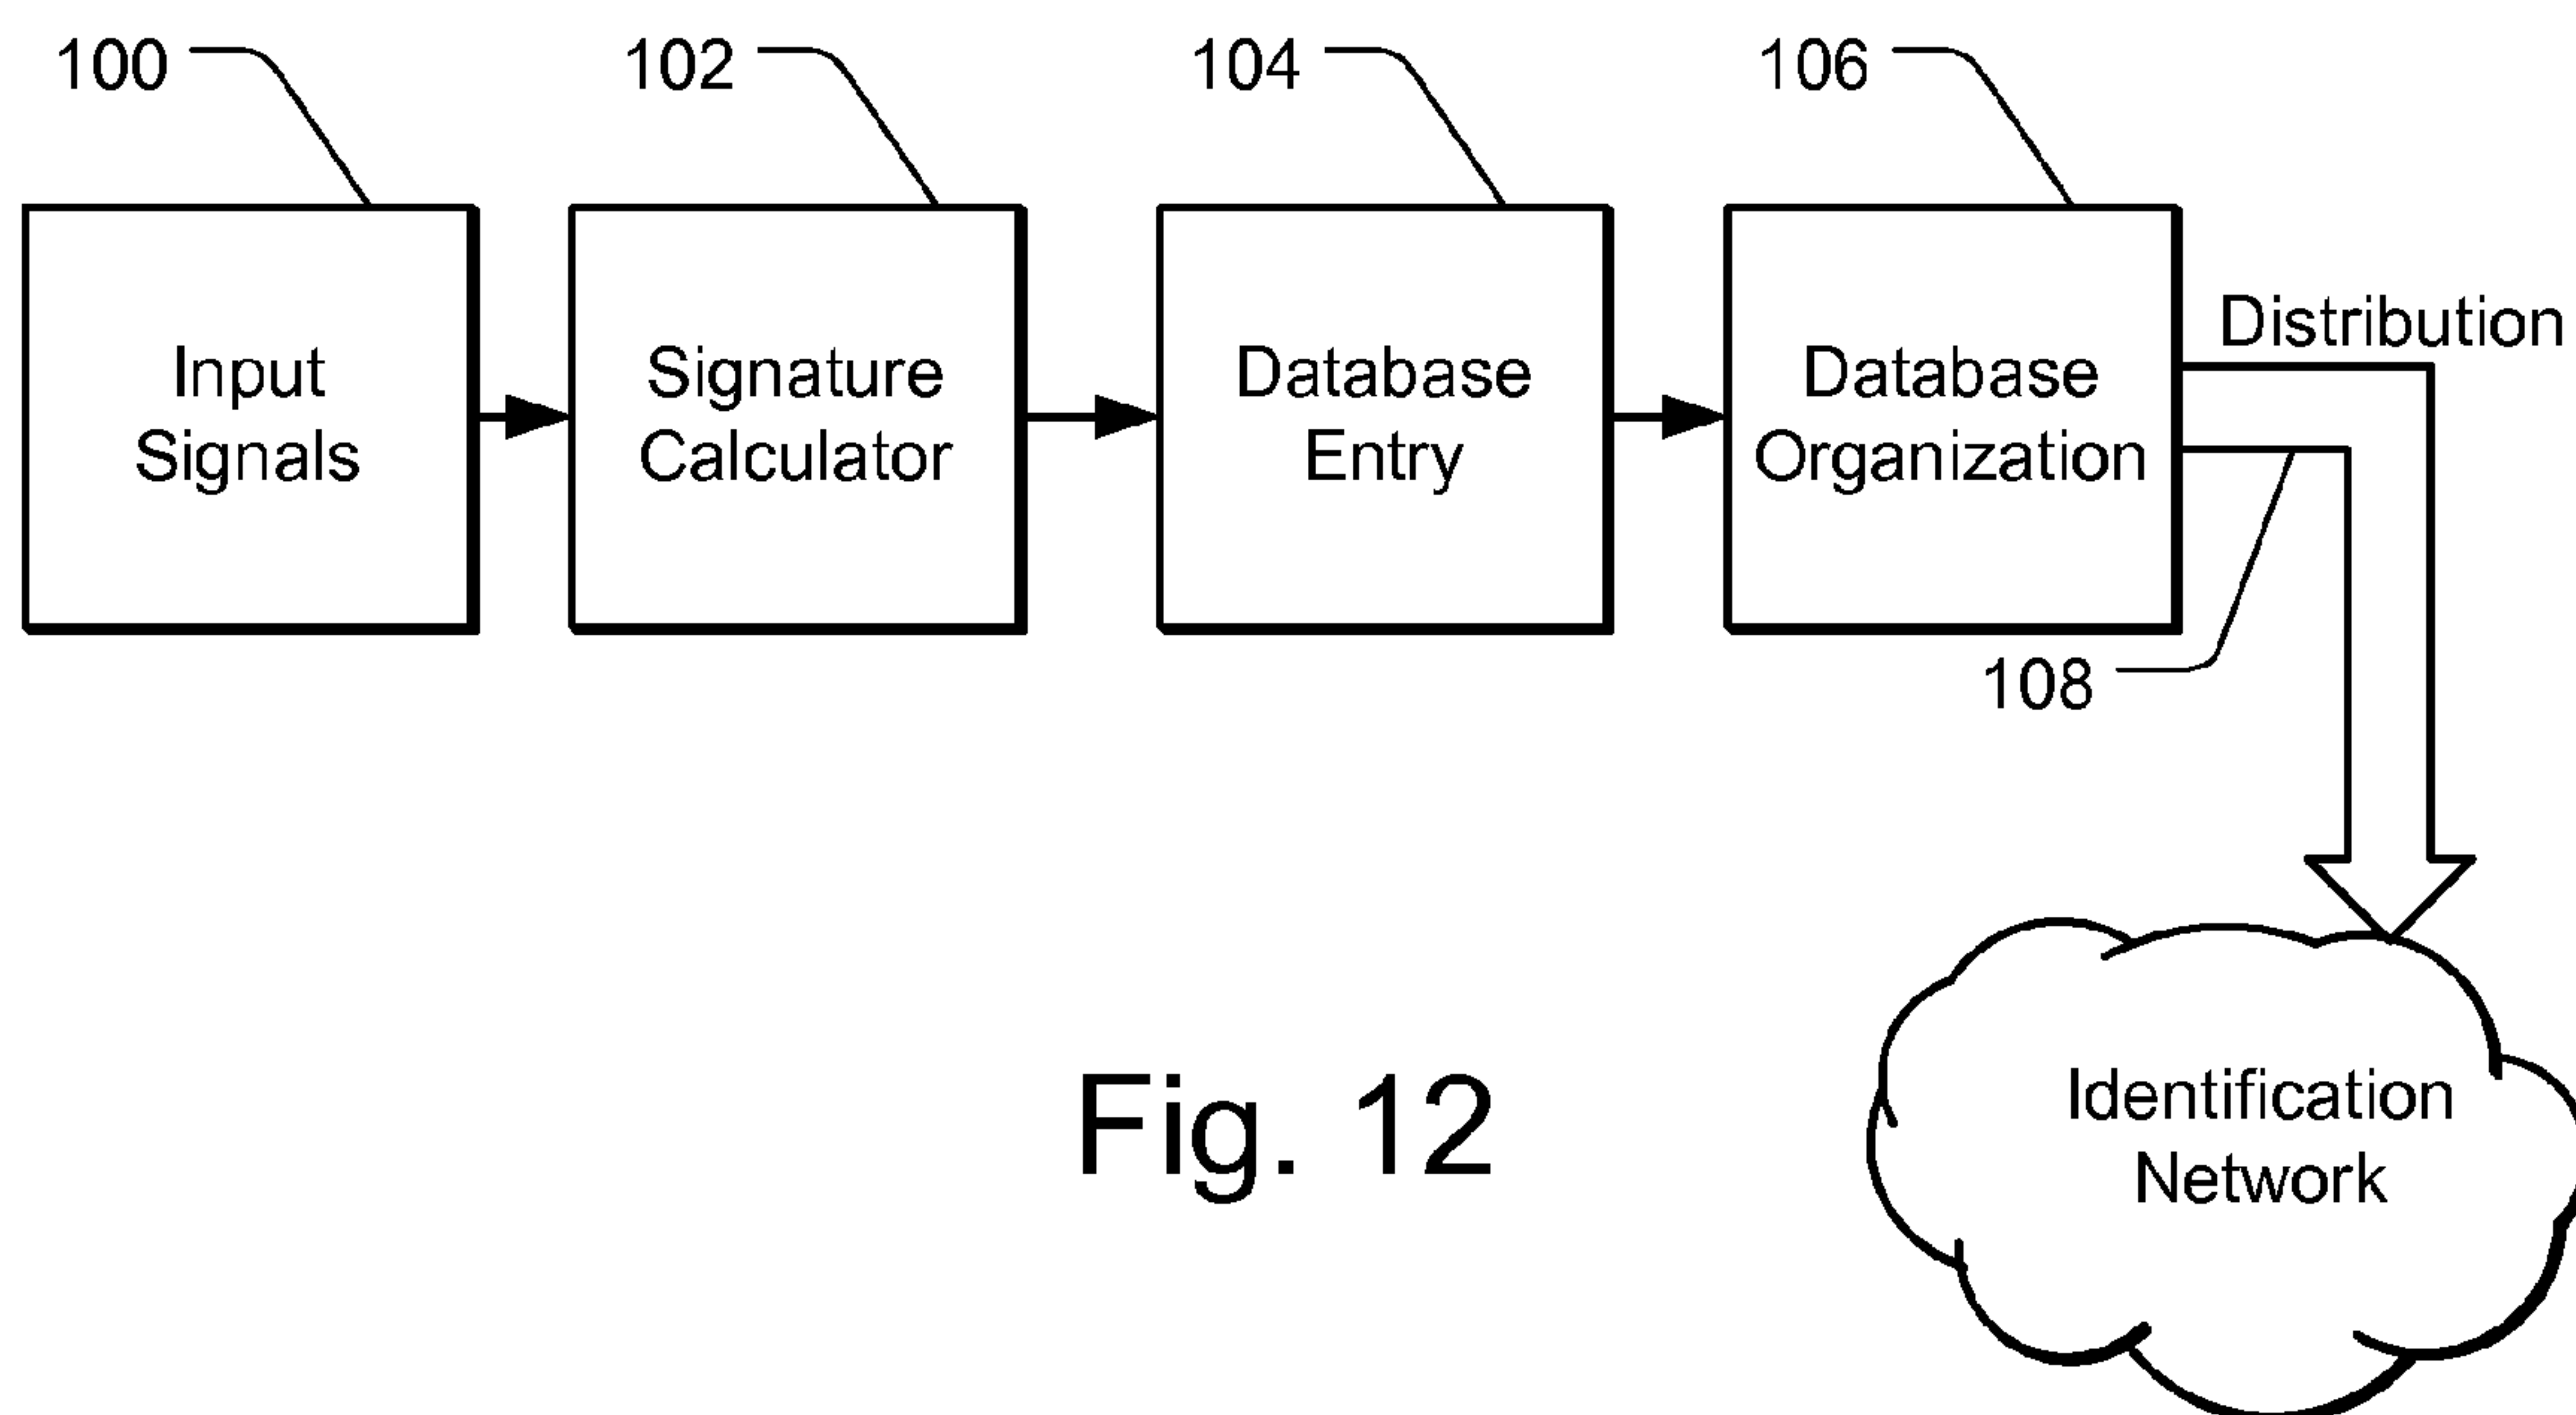 100
102
104
106
Input
Signals
Signature
Calculator
Database
Entry
Database
Organization
Distribution
108
Identification
Network
Fig. 12